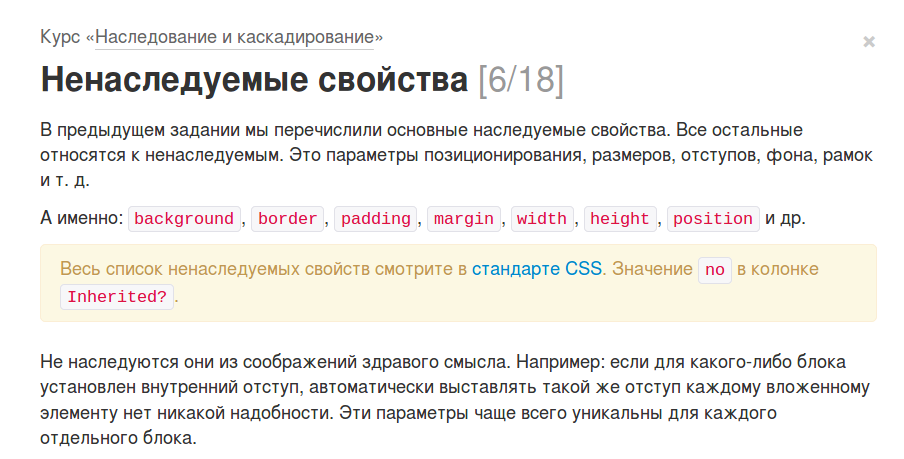 Курс «Наследование и каскадирование»
×
Ненаследуемые свойства [6/18]
В предыдущем задании мы перечислили основные наследуемые свойства. Все остальные
относятся к ненаследуемым. Это параметры позиционирования, размеров, отступов, фона, рамок
и т. д.
А именно: background, border, padding, margin, width, height, position и др.
Весь список ненаследуемых свойств смотрите в стандарте CSS. Значение no в колонке
Inherited?.
Не наследуются они из соображений здравого смысла. Например: если для какого-либо блока
установлен внутренний отступ, автоматически выставлять такой же отступ каждому вложенному
элементу нет никакой надобности. Эти параметры чаще всего уникальны для каждого
отдельного блока.